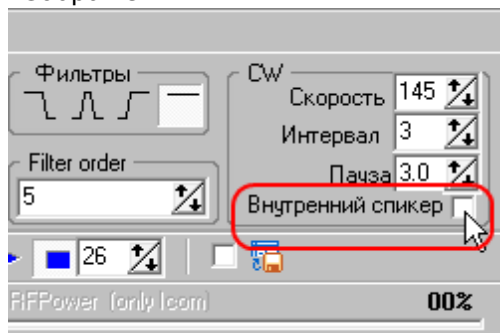 Фильтры
CW
Скорость 145
Интервал 3
Filter order
5
Пауза 3.0
Внутренний спикер
26
RFPower (only Icom) 00%